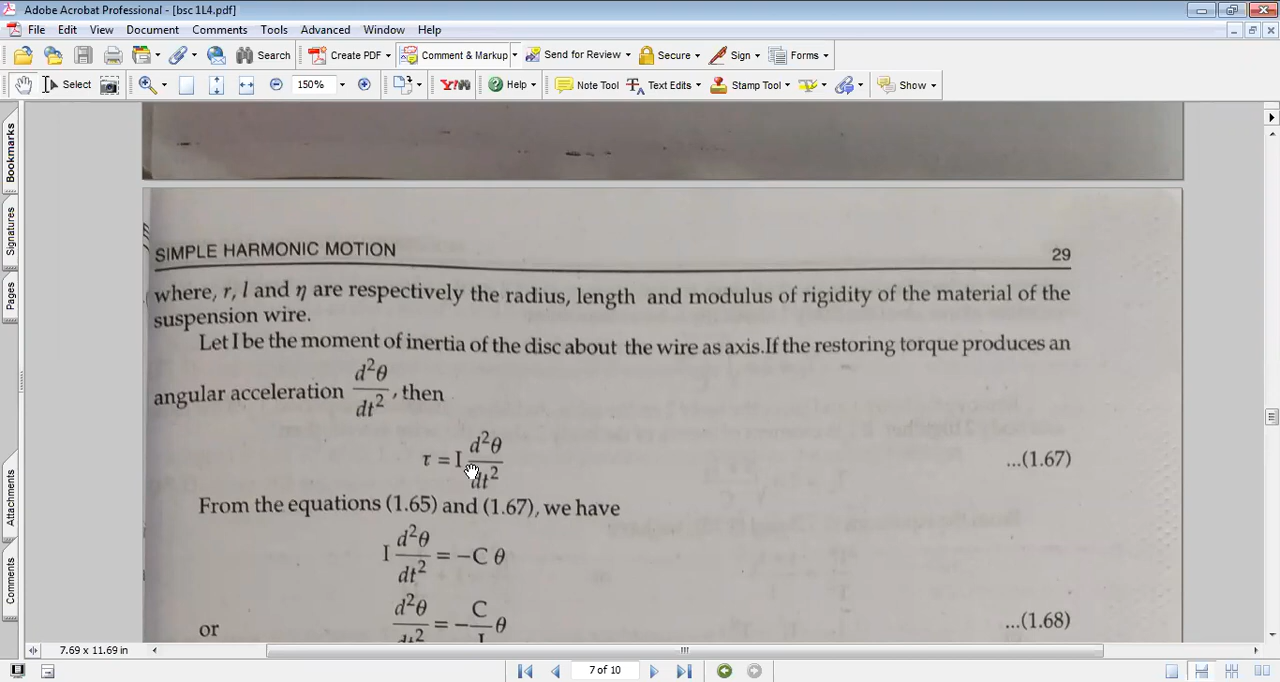 Adobe Acrobat Professional - [bsc 1L4.pdf]
File Edit View Document Comments Tools Advanced Window Help
Search Create PDF Comment & Markup Send for Review Secure Sign Forms
Select 150% Y!!! Help Note Tool Text Edits Stamp Tool Show
Bookmarks
Signatures
Pages
Attachments
Comments
SIMPLE HARMONIC MOTION 29
where, r, l and η are respectively the radius, length and modulus of rigidity of the material of the
suspension wire.
Let I be the moment of inertia of the disc about the wire as axis.If the restoring torque produces an
angular acceleration d²θ/dt², then
τ = I d²θ/dt² ...(1.67)
From the equations (1.65) and (1.67), we have
I d²θ/dt² = −C θ
or d²θ/dt² = −C/I θ ...(1.68)
7.69 x 11.69 in
7 of 10